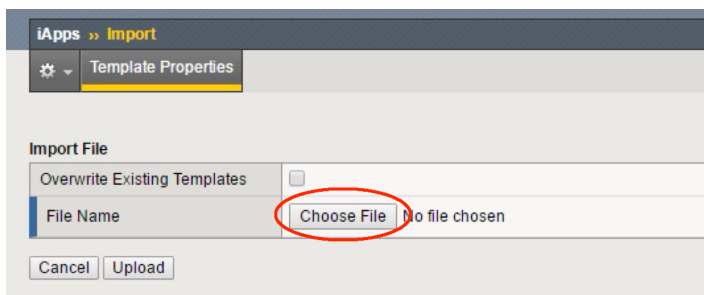 iApps ›› Import
Template Properties
Import File
Overwrite Existing Templates
File Name Choose File No file chosen
Cancel Upload